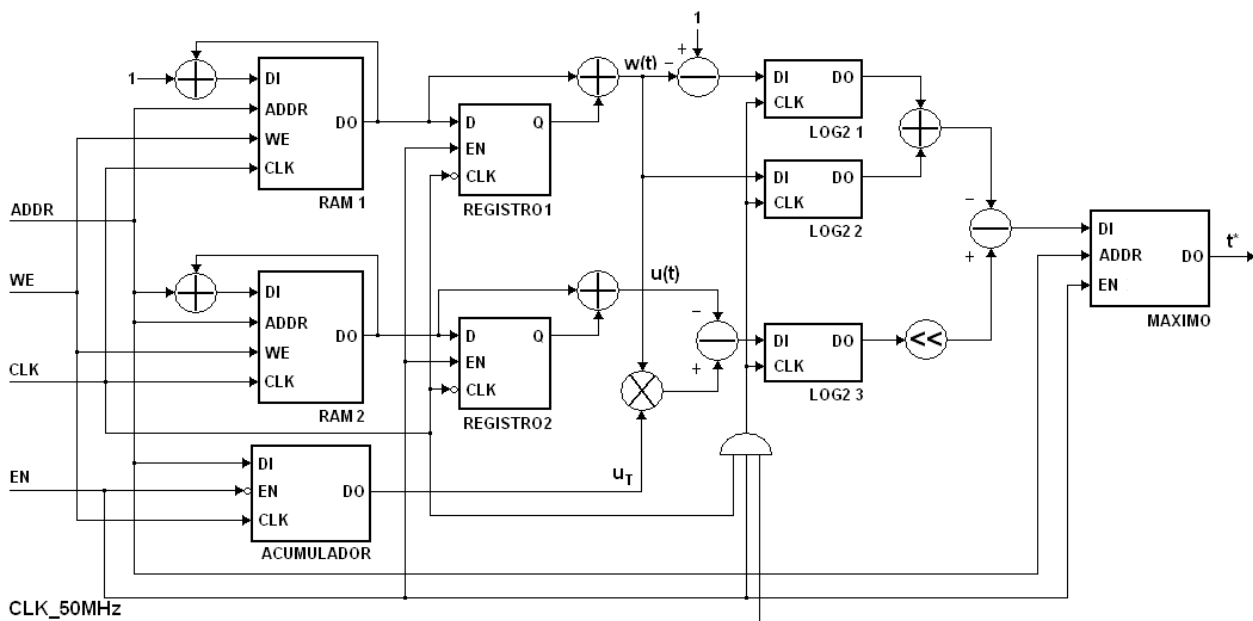 1
DI
ADDR
WE
CLK
DO
RAM 1
D
EN
CLK
Q
REGISTRO1
w(t)
1
+
−
DI
CLK
DO
LOG2 1
DI
CLK
DO
LOG2 2
ADDR
WE
CLK
EN
DI
ADDR
WE
CLK
DO
RAM 2
D
EN
CLK
Q
REGISTRO2
u(t)
−
+
DI
CLK
DO
LOG2 3
<<
−
+
DI
ADDR
EN
DO
MAXIMO
t*
DI
EN
CLK
DO
ACUMULADOR
uT
CLK_50MHz